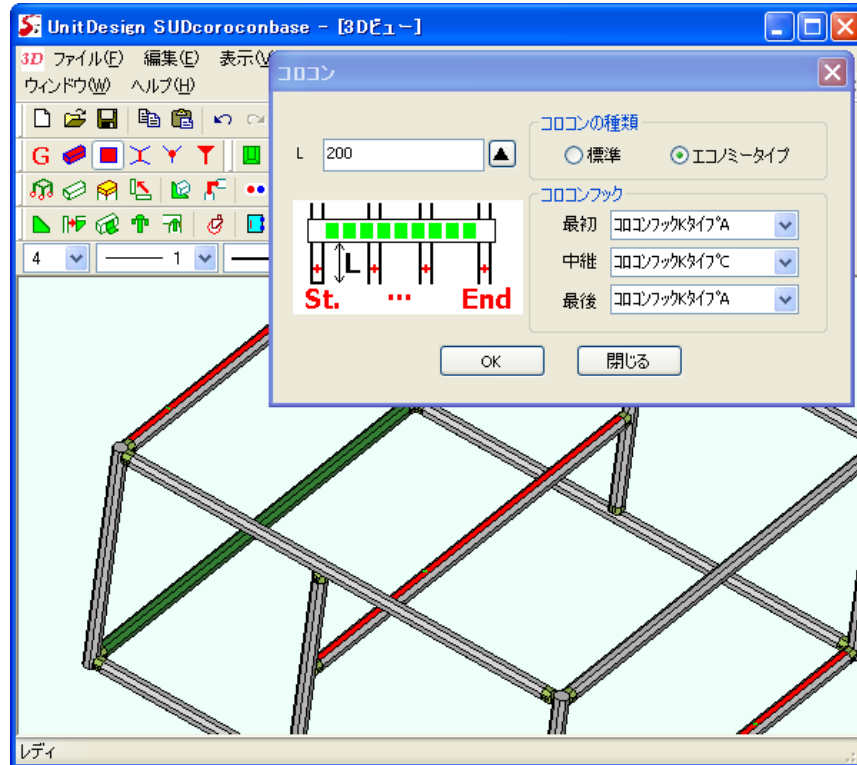 UnitDesign SUDcoroconbase - [3Dビュー]
3D ファイル(F) 編集(E) 表示(V
ウィンドウ(W) ヘルプ(H)
コロコン
G
4
1
L 200
コロコンの種類
標準 エコノミータイプ
L
St. ... End
コロコンフック
最初 コロコンフックKタイプA
中継 コロコンフックKタイプC
最後 コロコンフックKタイプA
OK 閉じる
レディ